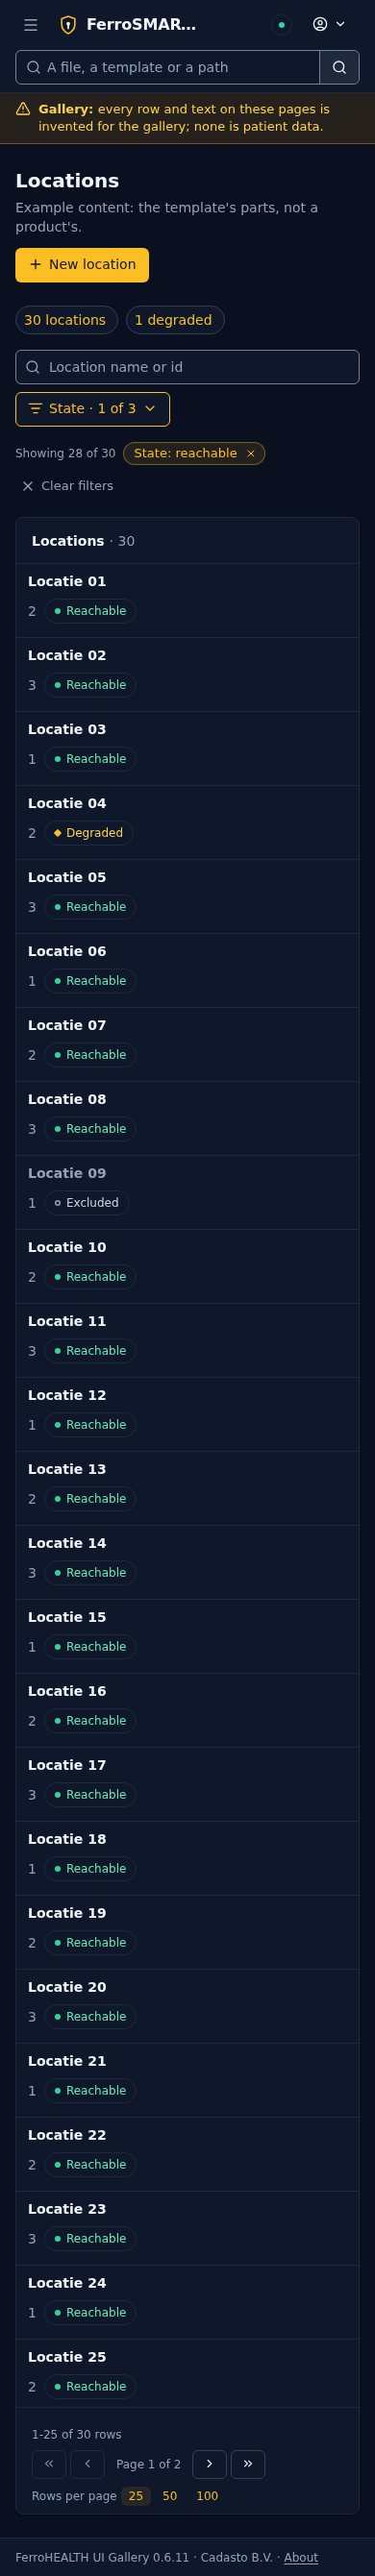 FerroSMAR...
A file, a template or a path
Gallery: every row and text on these pages is
invented for the gallery; none is patient data.
Locations
Example content: the template's parts, not a
product's.
New location
30 locations 1 degraded
Location name or id
State · 1 of 3
Showing 28 of 30 State: reachable
Clear filters
Locations · 30
Locatie 01
2 Reachable
Locatie 02
3 Reachable
Locatie 03
1 Reachable
Locatie 04
2 Degraded
Locatie 05
3 Reachable
Locatie 06
1 Reachable
Locatie 07
2 Reachable
Locatie 08
3 Reachable
Locatie 09
1 Excluded
Locatie 10
2 Reachable
Locatie 11
3 Reachable
Locatie 12
1 Reachable
Locatie 13
2 Reachable
Locatie 14
3 Reachable
Locatie 15
1 Reachable
Locatie 16
2 Reachable
Locatie 17
3 Reachable
Locatie 18
1 Reachable
Locatie 19
2 Reachable
Locatie 20
3 Reachable
Locatie 21
1 Reachable
Locatie 22
2 Reachable
Locatie 23
3 Reachable
Locatie 24
1 Reachable
Locatie 25
2 Reachable
1-25 of 30 rows
Page 1 of 2
Rows per page 25 50 100
FerroHEALTH UI Gallery 0.6.11 · Cadasto B.V. · About